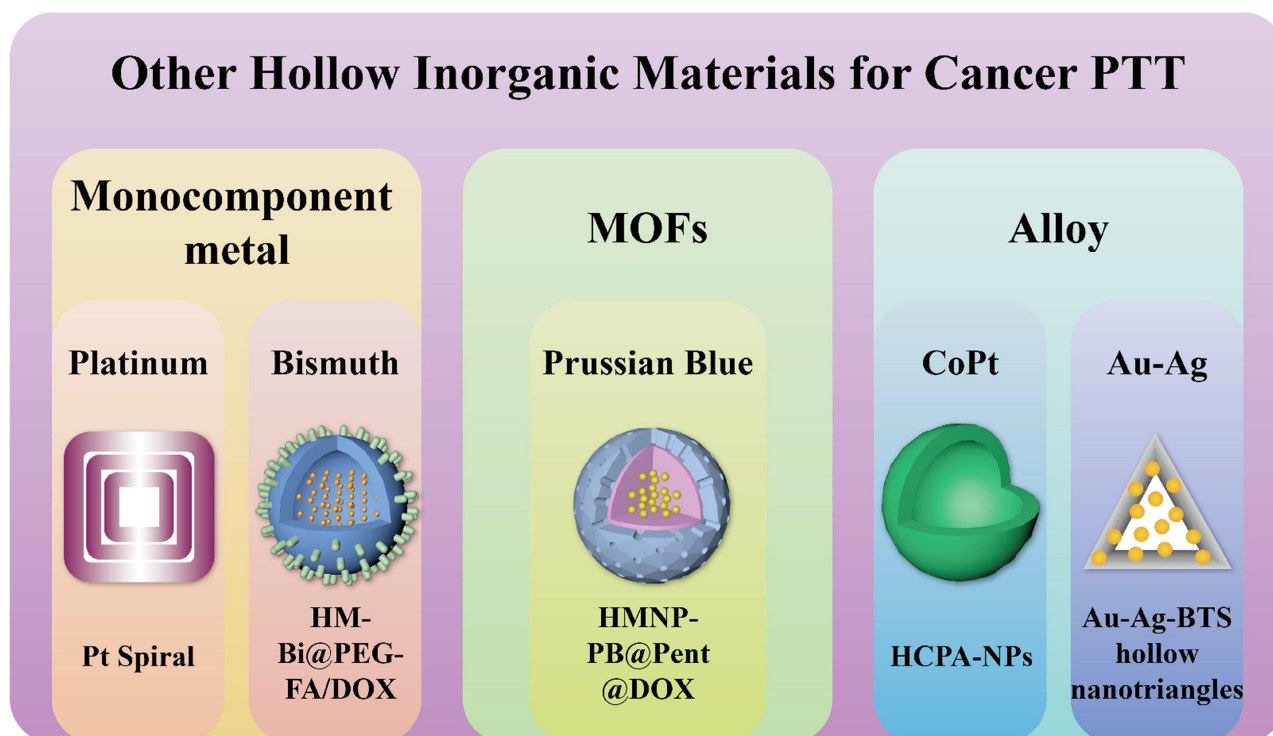 Other Hollow Inorganic Materials for Cancer PTT
Monocomponent
metal
Platinum
Pt Spiral
Bismuth
HM-
Bi@PEG-
FA/DOX
MOFs
Prussian Blue
HMNP-
PB@Pent
@DOX
Alloy
CoPt
HCPA-NPs
Au-Ag
Au-Ag-BTS
hollow
nanotriangles